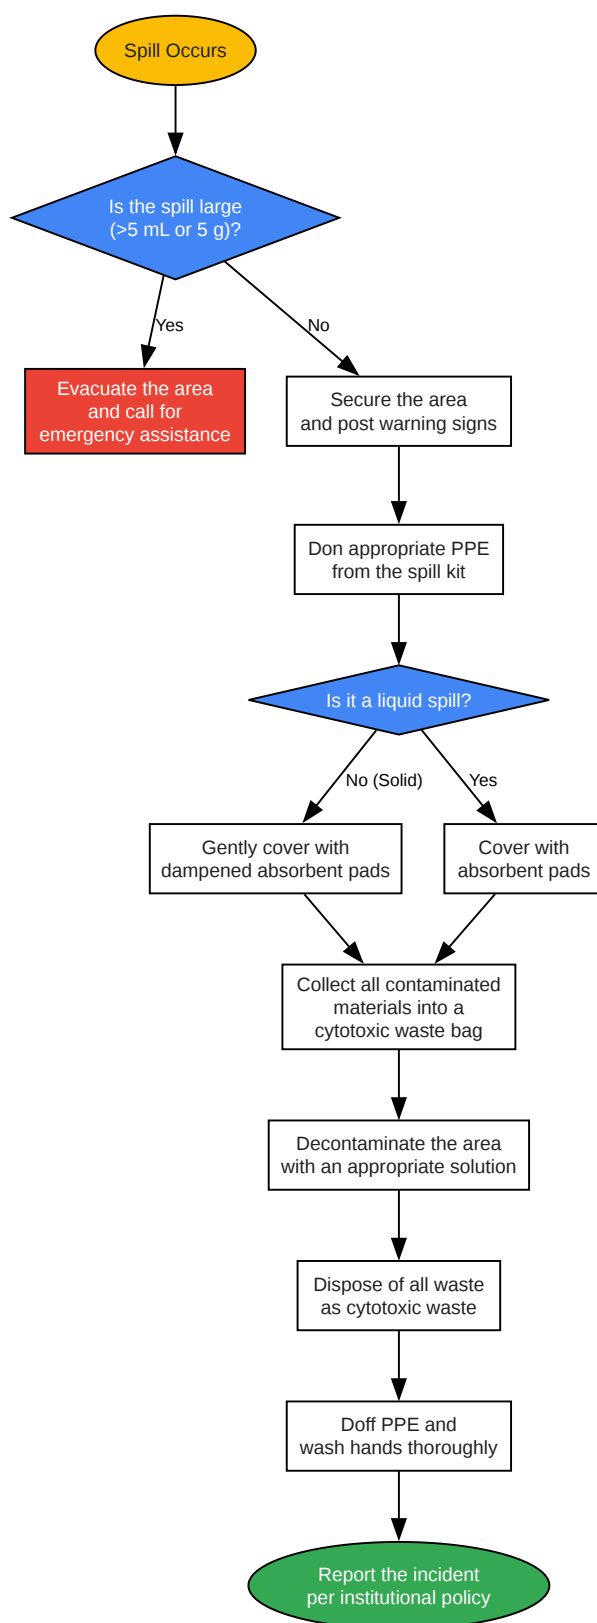 Spill Occurs
Is the spill large
(>5 mL or 5 g)?
Yes
No
Evacuate the area
and call for
emergency assistance
Secure the area
and post warning signs
Don appropriate PPE
from the spill kit
Is it a liquid spill?
No (Solid)
Yes
Gently cover with
dampened absorbent pads
Cover with
absorbent pads
Collect all contaminated
materials into a
cytotoxic waste bag
Decontaminate the area
with an appropriate solution
Dispose of all waste
as cytotoxic waste
Doff PPE and
wash hands thoroughly
Report the incident
per institutional policy